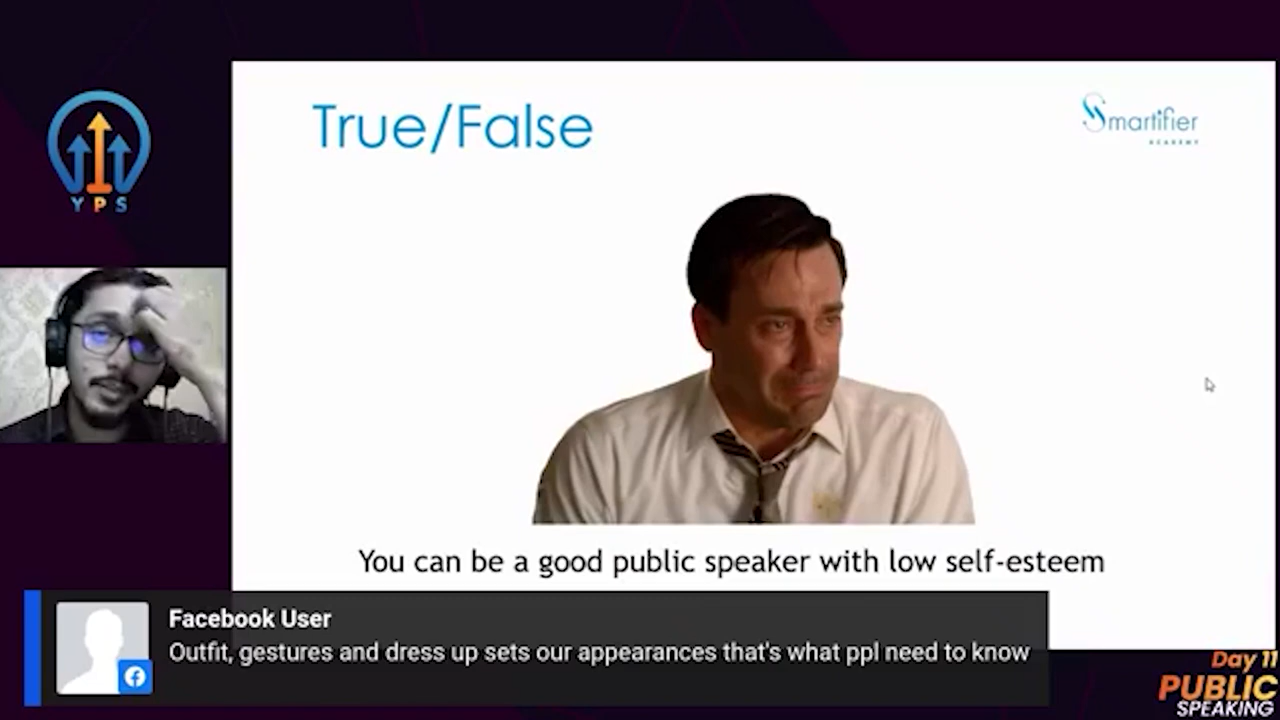 True/False
Smartifier
ACADEMY
YPS
You can be a good public speaker with low self-esteem
Facebook User
Outfit, gestures and dress up sets our appearances that's what ppl need to know
Day 11
PUBLIC
SPEAKING